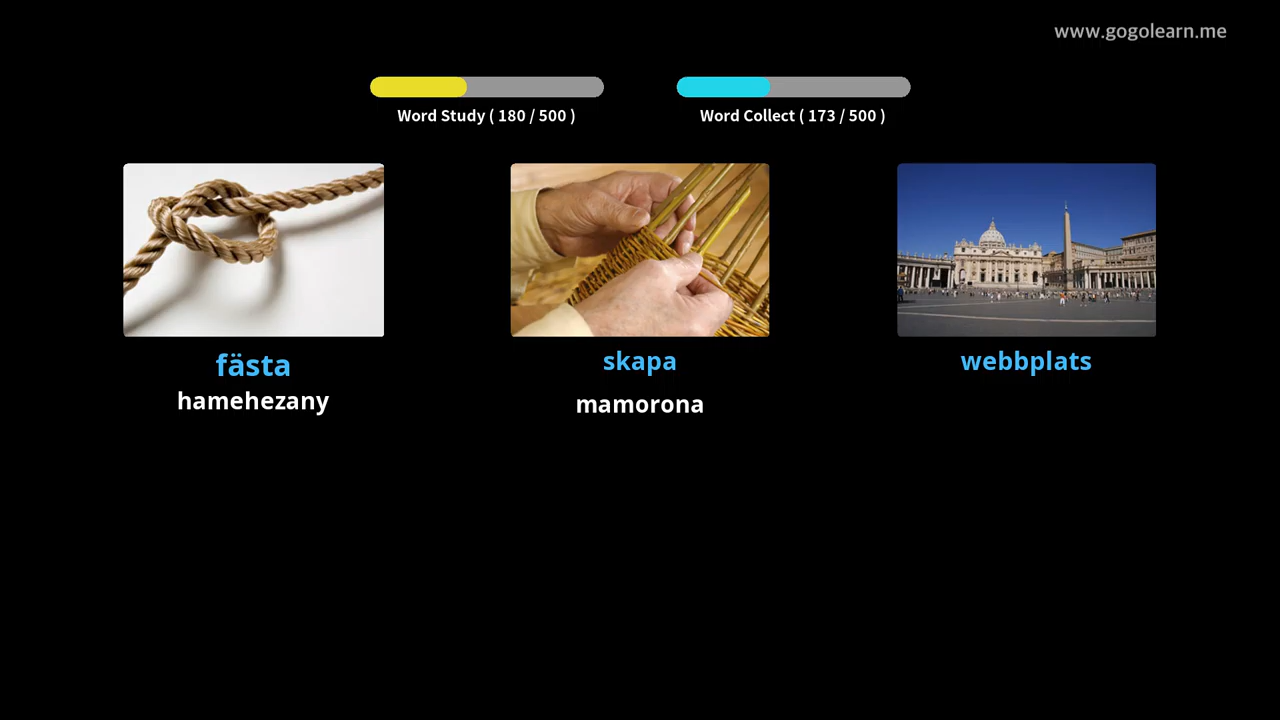 www.gogolearn.me
Word Study ( 180 / 500 )
Word Collect ( 173 / 500 )
fästa
hamehezany
skapa
mamorona
webbplats